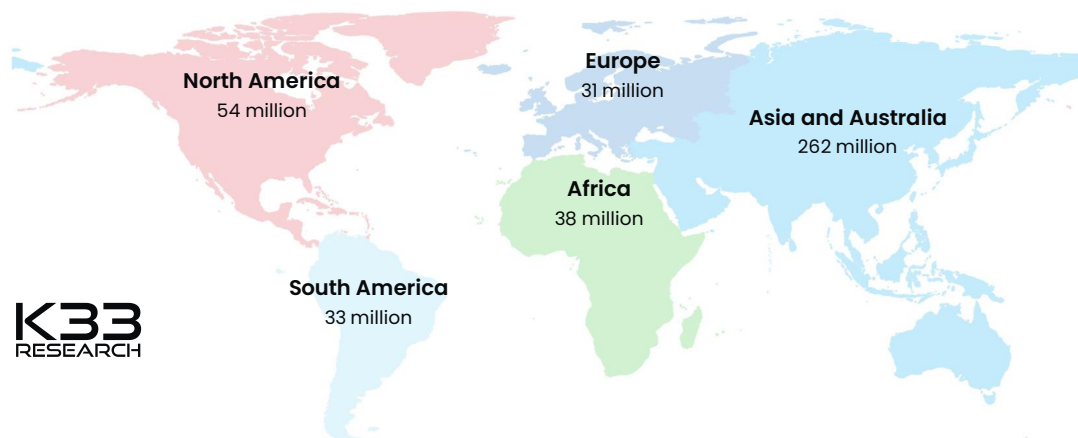 North America
54 million
Europe
31 million
Asia and Australia
262 million
Africa
38 million
South America
33 million
K33
RESEARCH